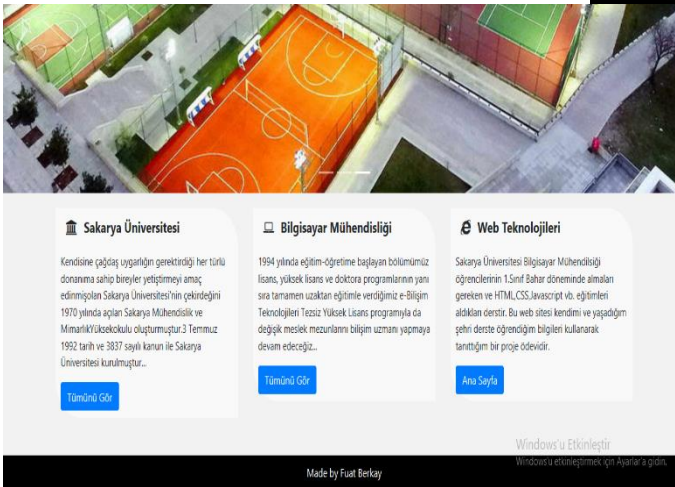 Sakarya Üniversitesi
Kendisine çağdaş uygarlığın gerektirdiği her türlü
donanıma sahip bireyler yetiştirmeyi amaç
edinmişolan Sakarya Üniversitesi'nin çekirdeğini
1970 yılında açılan Sakarya Mühendislik ve
MimarlıkYüksekokulu oluşturmuştur.3 Temmuz
1992 tarih ve 3837 sayılı kanun ile Sakarya
Üniversitesi kurulmuştur...
Tümünü Gör
Bilgisayar Mühendisliği
1994 yılında eğitim-öğretime başlayan bölümümüz
lisans, yüksek lisans ve doktora programlarının yanı
sıra tamamen uzaktan eğitimle verdiğimiz e-Bilişim
Teknolojileri Tezsiz Yüksek Lisans programıyla da
değişik meslek mezunlarını bilişim uzmanı yapmaya
devam edeceğiz...
Tümünü Gör
Web Teknolojileri
Sakarya Üniversitesi Bilgisayar Mühendilsiği
öğrencilerinin 1.Sınıf Bahar döneminde almaları
gereken ve HTML,CSS,Javascript vb. eğitimleri
aldıkları derstir. Bu web sitesi kendimi ve yaşadığım
şehri derste öğrendiğim bilgileri kullanarak
tanıttığım bir proje ödevidir.
Ana Sayfa
Windows'u Etkinleştir
Windows'u etkinleştirmek için Ayarlar'a gidin.
Made by Fuat Berkay